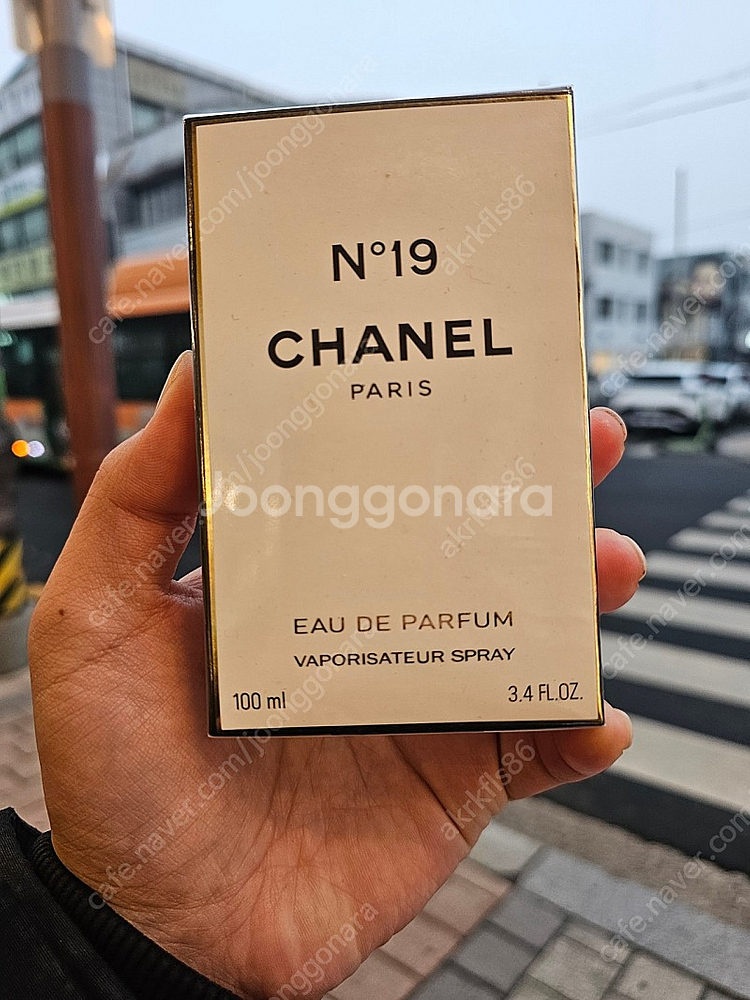 N°19
CHANEL
PARIS
Joonggonara
EAU DE PARFUM
VAPORISATEUR SPRAY
100 ml
3.4 FL.OZ.
cafe.naver.com/joonggonara
akrkfls86